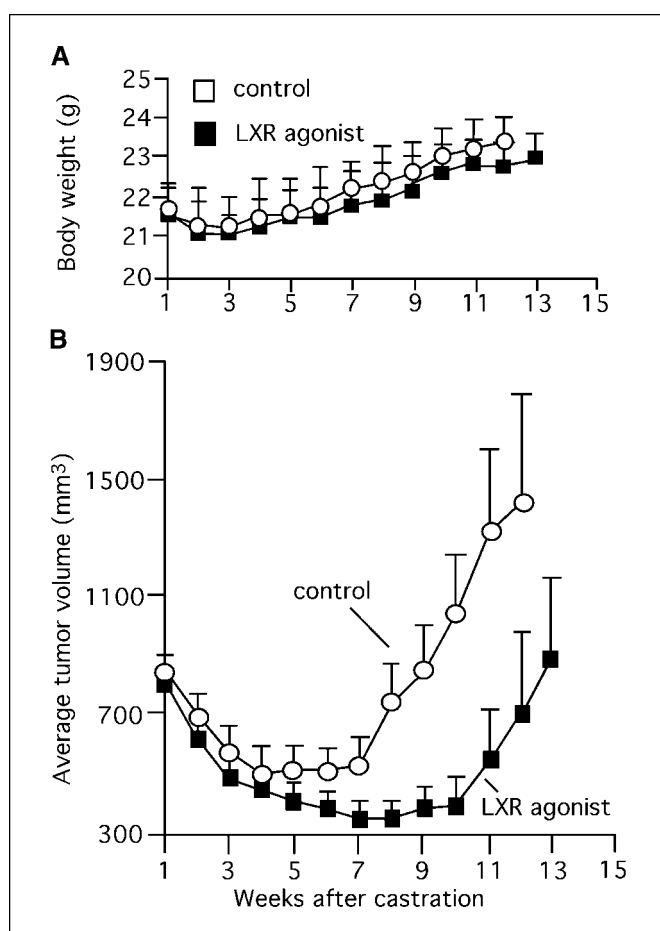 A
25
24
23
22
21
20
Body weight (g)
control
LXR agonist
1 3 5 7 9 11 13 15
B
1900
1500
1100
700
300
Average tumor volume (mm³)
control
LXR agonist
1 3 5 7 9 11 13 15
Weeks after castration